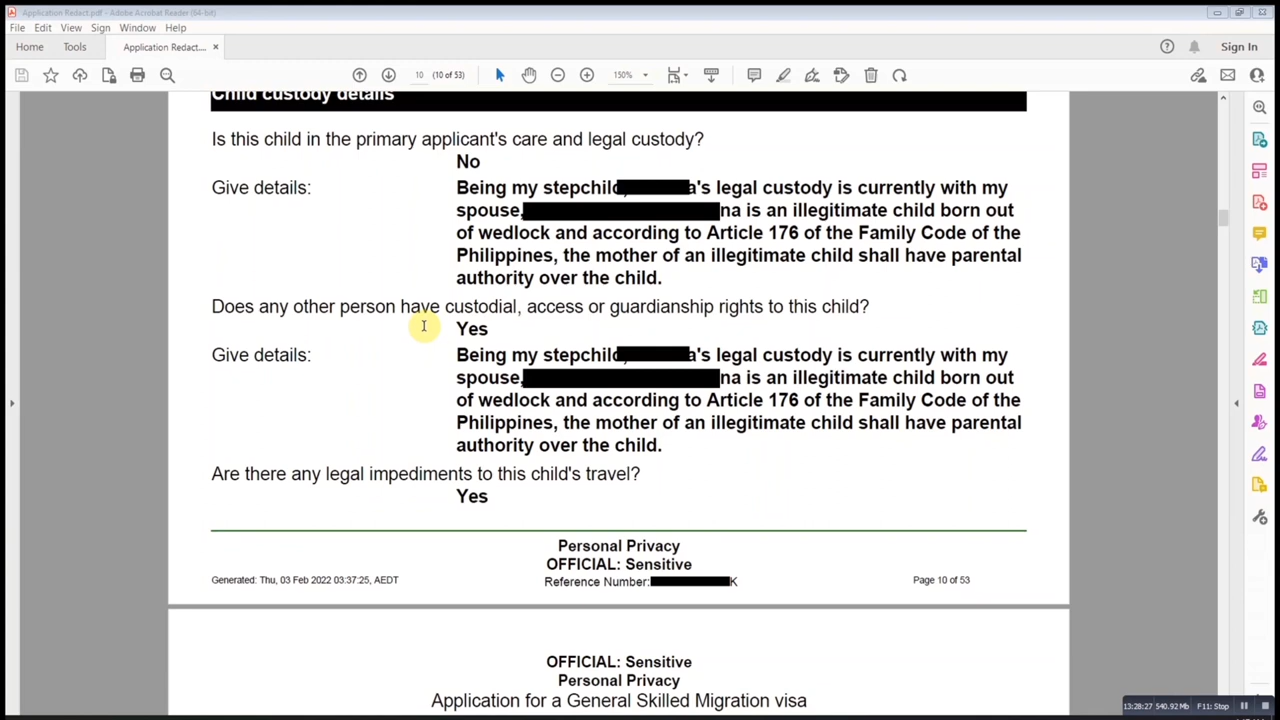 Application Redact.pdf - Adobe Acrobat Reader (64-bit)
File Edit View Sign Window Help
Home Tools Application Redact.... × Sign In
10 (10 of 53) 150%
Child custody details
Is this child in the primary applicant's care and legal custody?
No
Give details: Being my stepchild, a's legal custody is currently with my
spouse, na is an illegitimate child born out
of wedlock and according to Article 176 of the Family Code of the
Philippines, the mother of an illegitimate child shall have parental
authority over the child.
Does any other person have custodial, access or guardianship rights to this child?
Yes
Give details: Being my stepchild, a's legal custody is currently with my
spouse, na is an illegitimate child born out
of wedlock and according to Article 176 of the Family Code of the
Philippines, the mother of an illegitimate child shall have parental
authority over the child.
Are there any legal impediments to this child's travel?
Yes
Personal Privacy
OFFICIAL: Sensitive
Generated: Thu, 03 Feb 2022 03:37:25, AEDT Reference Number: K Page 10 of 53
OFFICIAL: Sensitive
Personal Privacy
Application for a General Skilled Migration visa
13:28:27 540.92 Mb F11: Stop